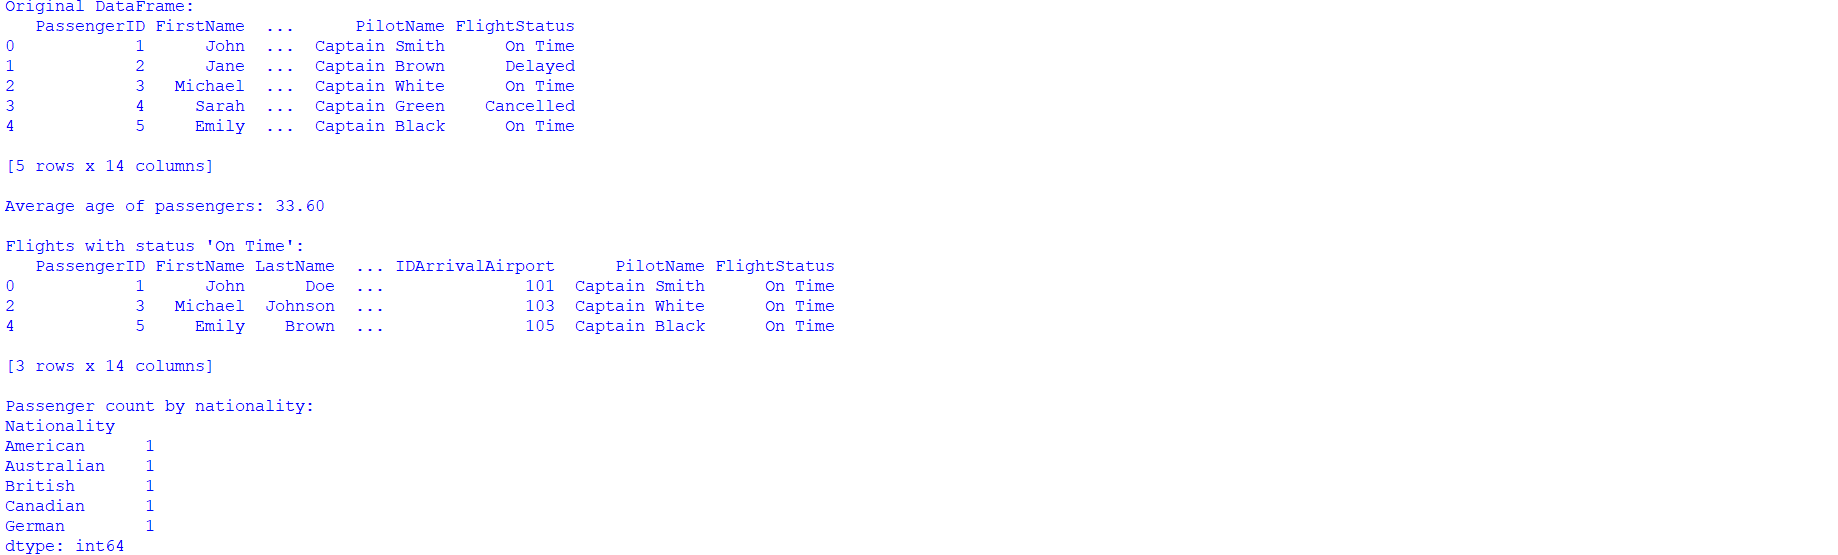 Original DataFrame:
   PassengerID FirstName  ...      PilotName FlightStatus
0            1      John  ...  Captain Smith      On Time
1            2      Jane  ...  Captain Brown      Delayed
2            3   Michael  ...  Captain White      On Time
3            4     Sarah  ...  Captain Green    Cancelled
4            5     Emily  ...  Captain Black      On Time

[5 rows x 14 columns]

Average age of passengers: 33.60

Flights with status 'On Time':
   PassengerID FirstName LastName  ... IDArrivalAirport      PilotName FlightStatus
0            1      John      Doe  ...              101  Captain Smith      On Time
2            3   Michael  Johnson  ...              103  Captain White      On Time
4            5     Emily    Brown  ...              105  Captain Black      On Time

[3 rows x 14 columns]

Passenger count by nationality:
Nationality
American      1
Australian    1
British       1
Canadian      1
German        1
dtype: int64